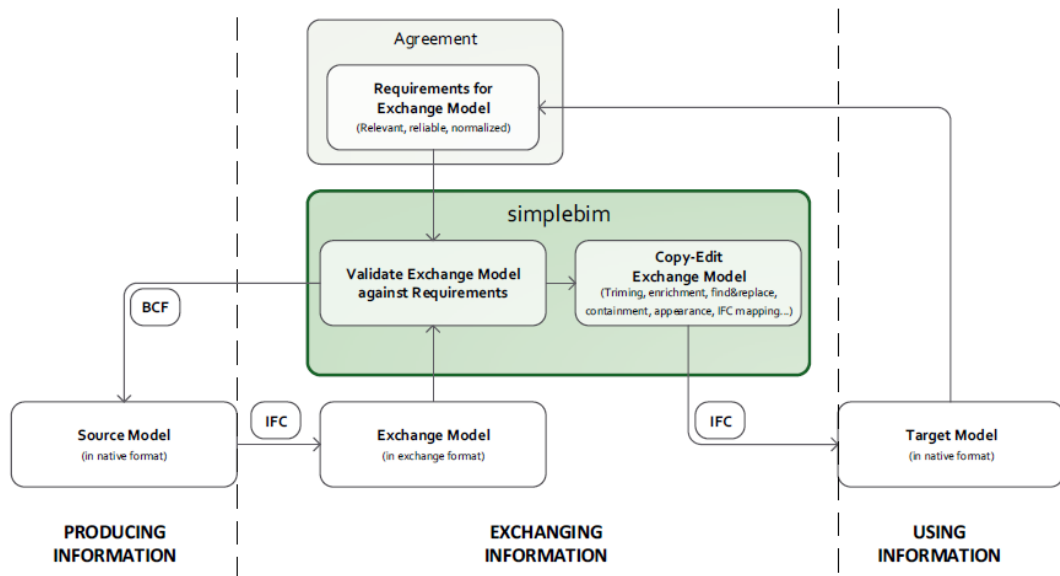 Agreement
Requirements for
Exchange Model
(Relevant, reliable, normalized)
simplebim
Validate Exchange Model
against Requirements
Copy-Edit
Exchange Model
(Triming, enrichment, find&replace,
containment, appearance, IFC mapping...)
BCF
Source Model
(in native format)
IFC
Exchange Model
(in exchange format)
IFC
Target Model
(in native format)
PRODUCING
INFORMATION
EXCHANGING
INFORMATION
USING
INFORMATION